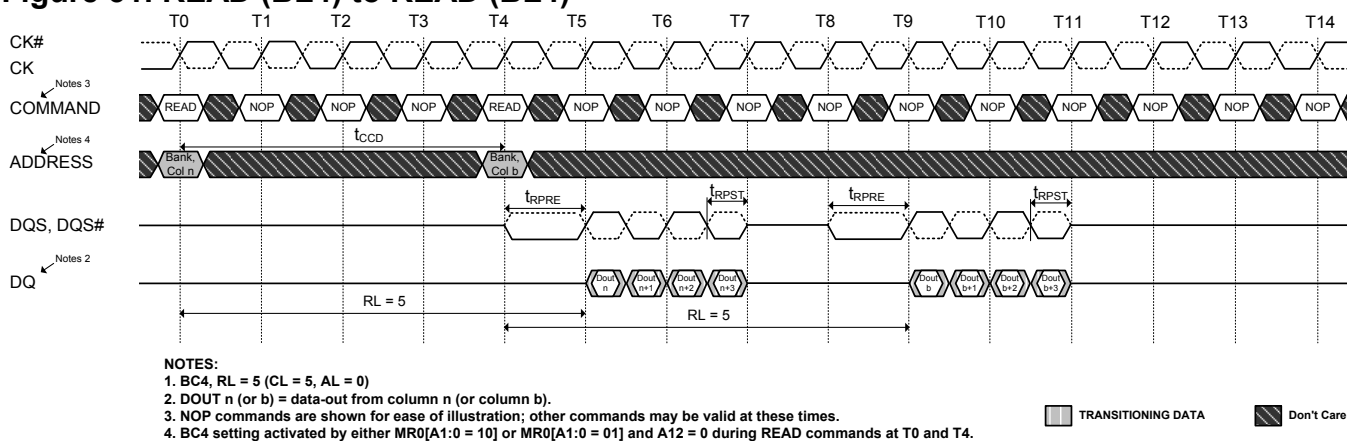 Figure 31. READ (BC4) to READ (BC4)
T0 T1 T2 T3 T4 T5 T6 T7 T8 T9 T10 T11 T12 T13 T14
CK#
CK
Notes 3
COMMAND READ NOP NOP NOP READ NOP NOP NOP NOP NOP NOP NOP NOP NOP NOP
tCCD
Notes 4
ADDRESS Bank, Col n Bank, Col b
tRPRE tRPST tRPRE tRPST
DQS, DQS#
Notes 2
DQ Dout n Dout n+1 Dout n+2 Dout n+3 Dout b Dout b+1 Dout b+2 Dout b+3
RL = 5
RL = 5
NOTES:
1. BC4, RL = 5 (CL = 5, AL = 0)
2. DOUT n (or b) = data-out from column n (or column b).
3. NOP commands are shown for ease of illustration; other commands may be valid at these times.
4. BC4 setting activated by either MR0[A1:0 = 10] or MR0[A1:0 = 01] and A12 = 0 during READ commands at T0 and T4.
TRANSITIONING DATA Don't Care